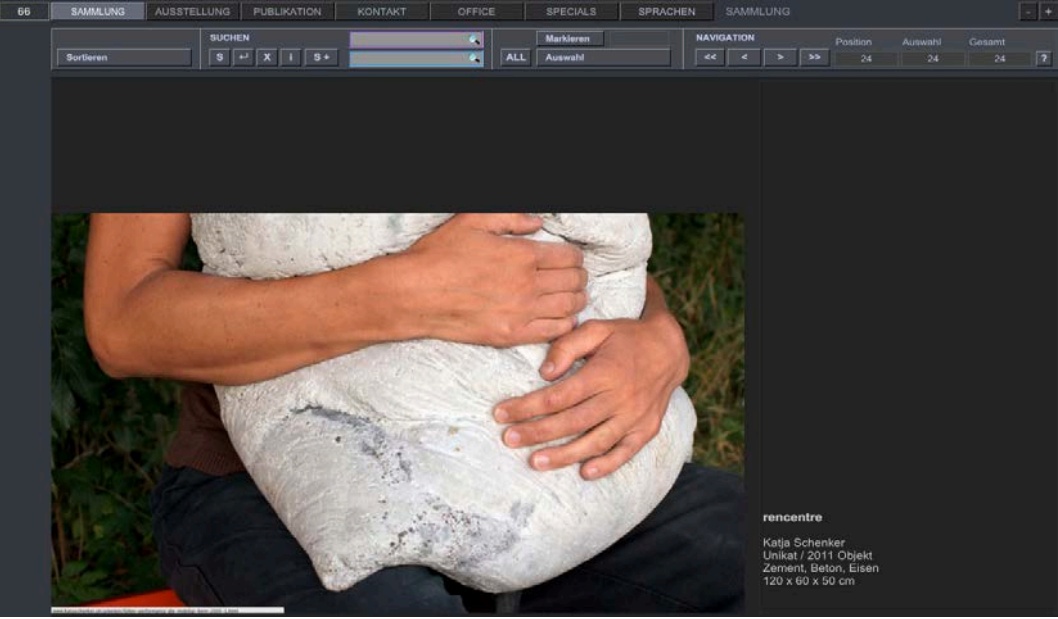 66 SAMMLUNG AUSSTELLUNG PUBLIKATION KONTAKT OFFICE SPECIALS SPRACHEN SAMMLUNG - +
SUCHEN Markieren NAVIGATION Position Auswahl Gesamt
Sortieren S ↵ X I S + ALL Auswahl << < > >> 24 24 24 ?
rencentre
Katja Schenker
Unikat / 2011 Objekt
Zement, Beton, Eisen
120 x 60 x 50 cm